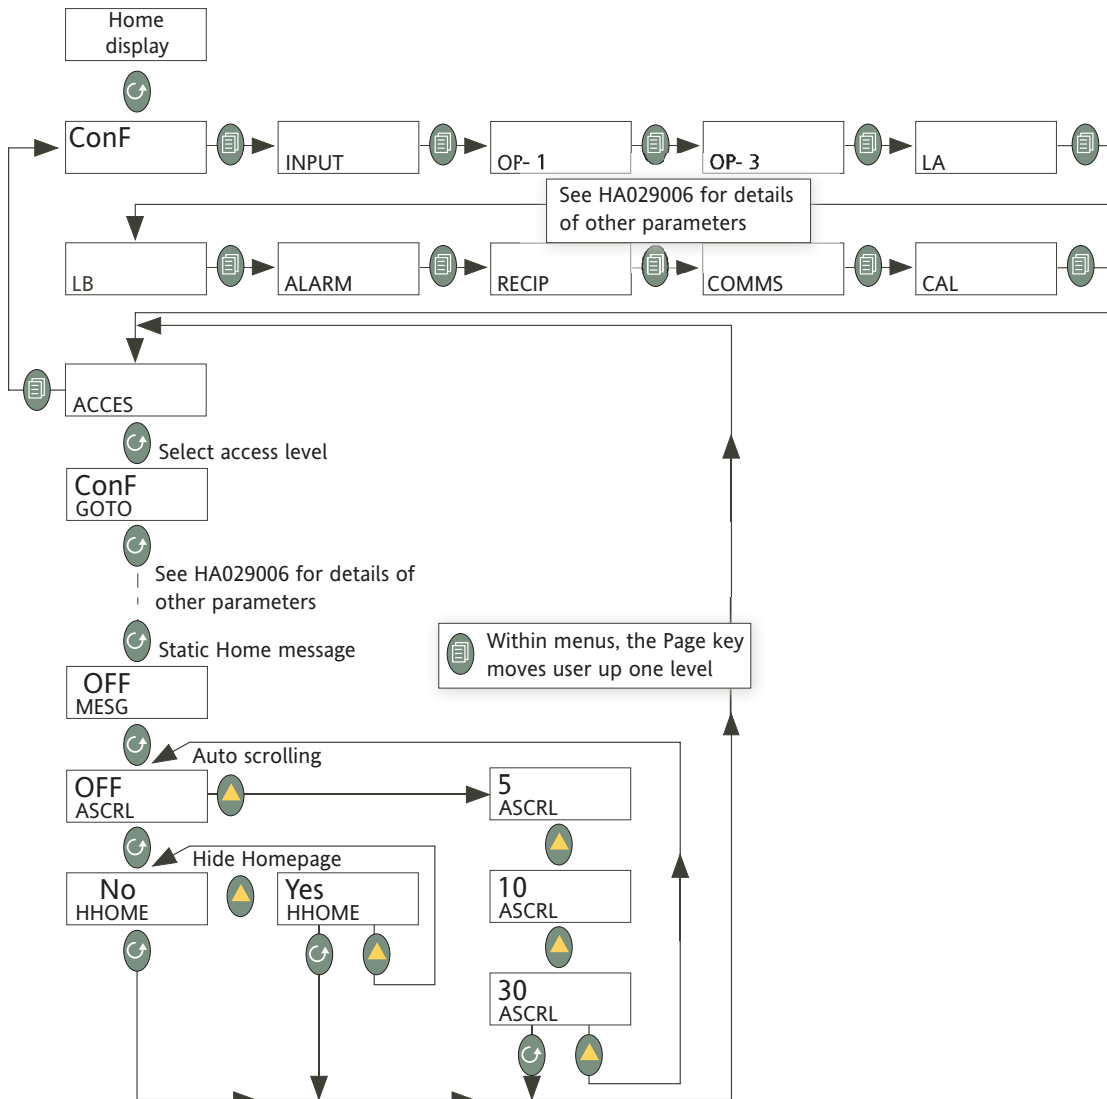 Home
display
ConF
INPUT
OP- 1
OP- 3
LA
See HA029006 for details
of other parameters
LB
ALARM
RECIP
COMMS
CAL
ACCES
Select access level
ConF
GOTO
See HA029006 for details of
other parameters
Static Home message
Within menus, the Page key
moves user up one level
OFF
MESG
Auto scrolling
OFF
ASCRL
5
ASCRL
Hide Homepage
No
HHOME
Yes
HHOME
10
ASCRL
30
ASCRL